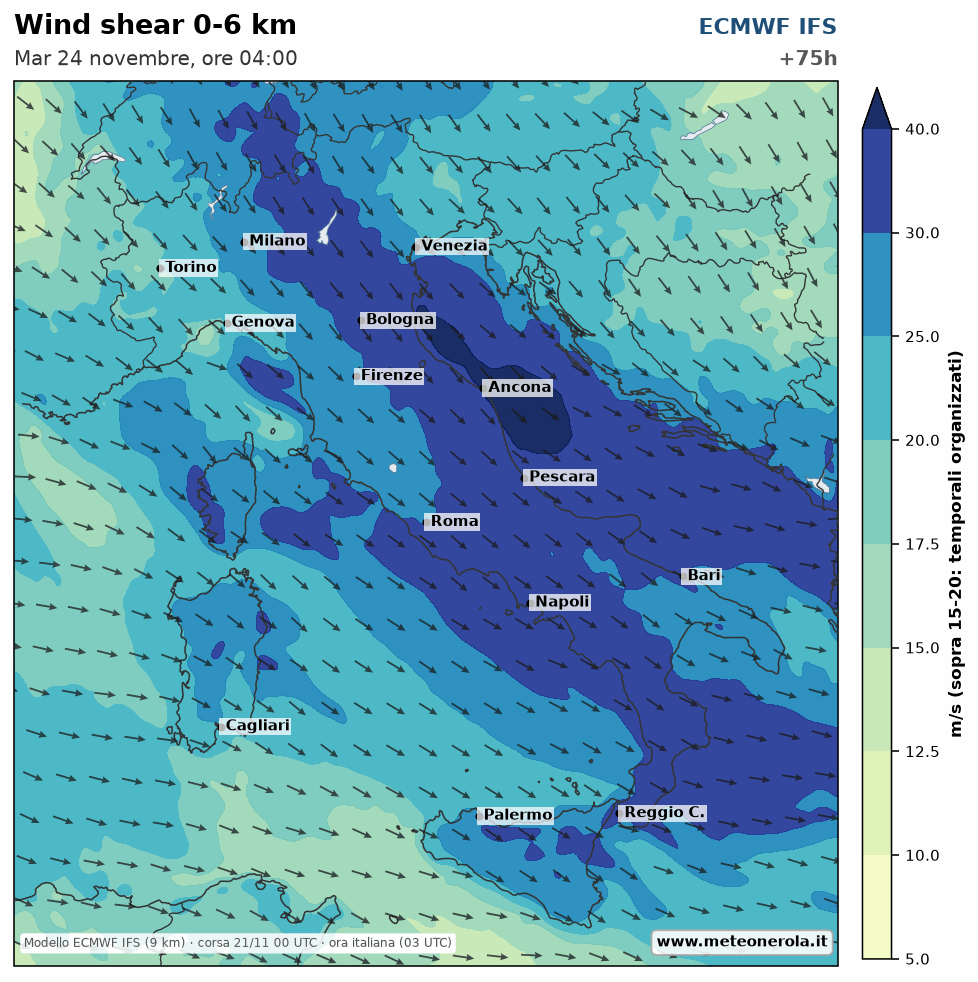 Wind shear 0-6 km
ECMWF IFS
Mar 24 novembre, ore 04:00
+75h
Milano
Venezia
Torino
Genova
Bologna
Firenze
Ancona
Pescara
Roma
Bari
Napoli
Cagliari
Palermo
Reggio C.
40.0
30.0
25.0
20.0
17.5
15.0
12.5
10.0
5.0
m/s (sopra 15-20: temporali organizzati)
Modello ECMWF IFS (9 km) · corsa 21/11 00 UTC · ora italiana (03 UTC)
www.meteonerola.it